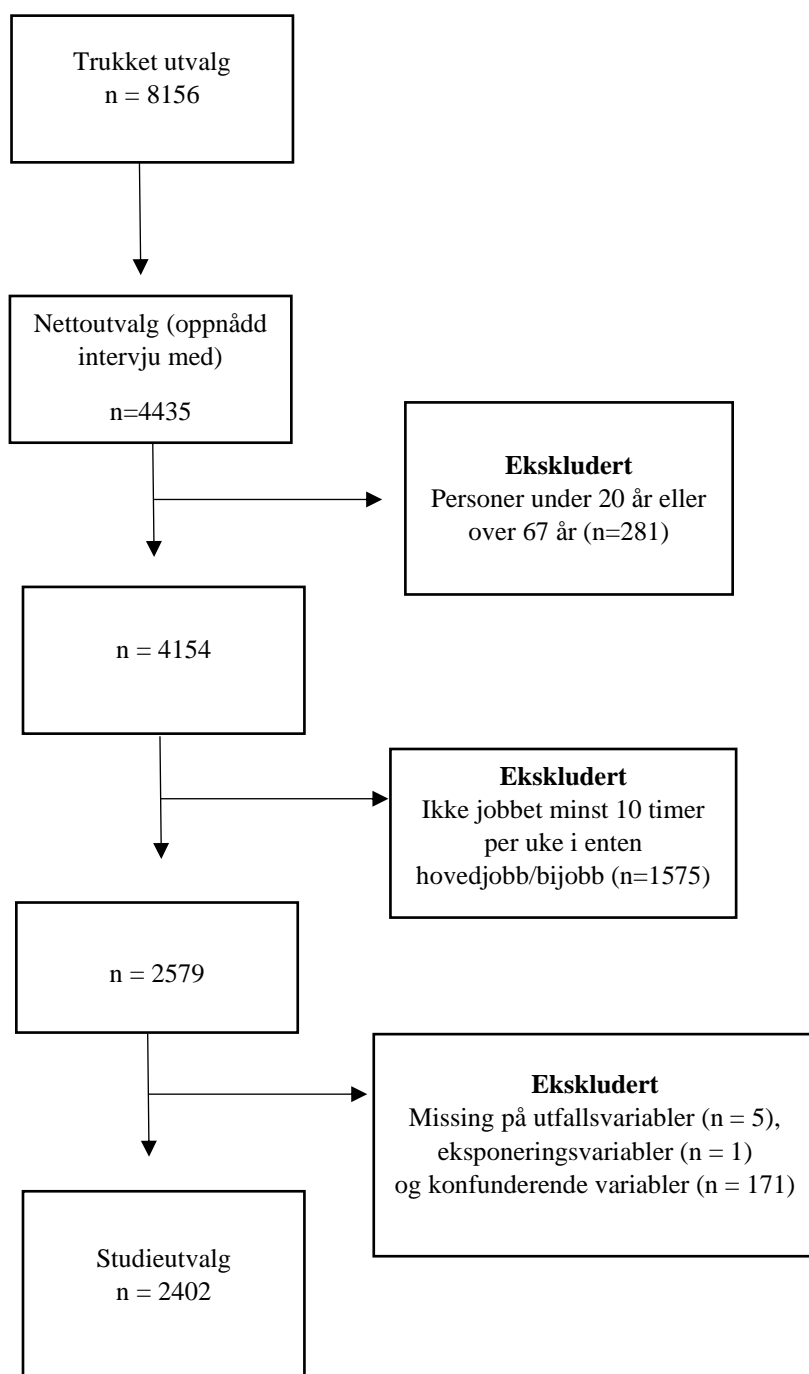 Trukket utvalg
n = 8156
Nettoutvalg (oppnådd
intervju med)
n=4435
Ekskludert
Personer under 20 år eller
over 67 år (n=281)
n = 4154
Ekskludert
Ikke jobbet minst 10 timer
per uke i enten
hovedjobb/bijobb (n=1575)
n = 2579
Ekskludert
Missing på utfallsvariabler (n = 5),
eksponeringsvariabler (n = 1)
og konfunderende variabler (n = 171)
Studieutvalg
n = 2402